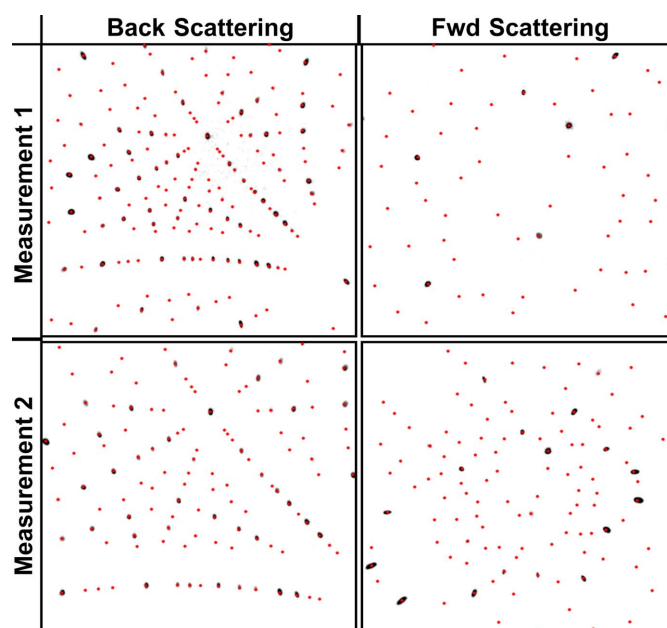 Back Scattering
Fwd Scattering
Measurement 1
Measurement 2